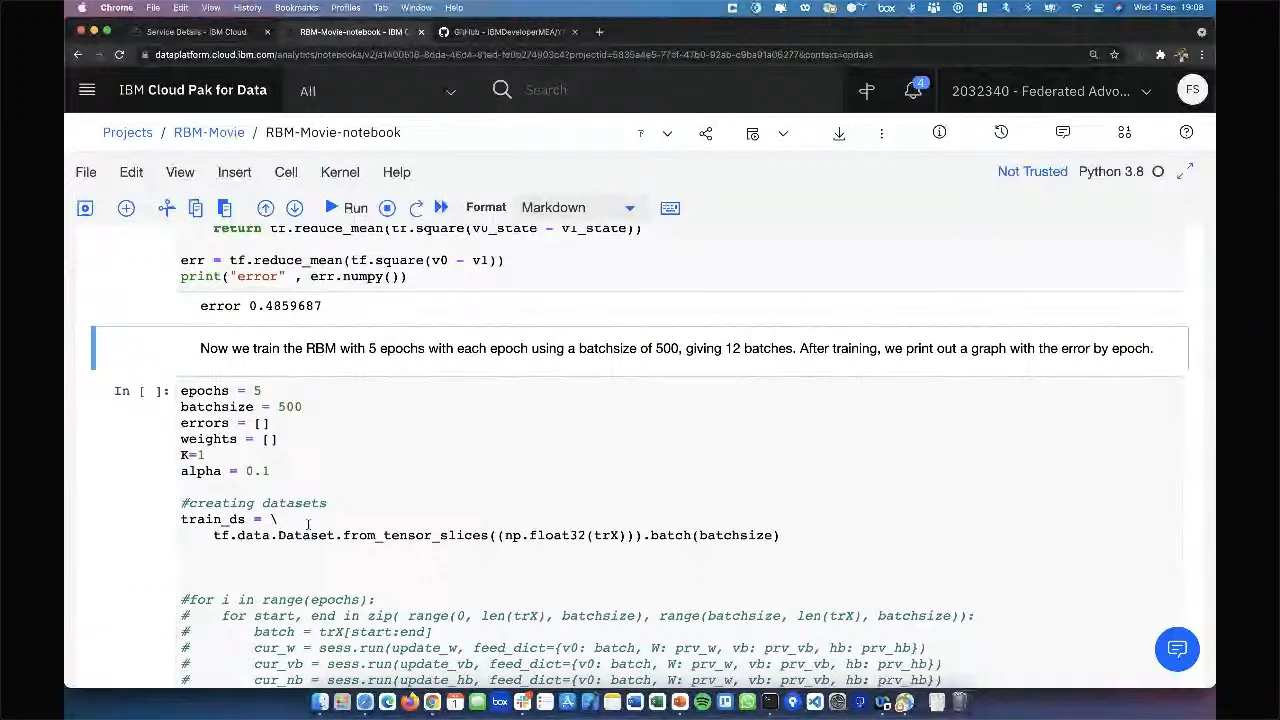 Chrome File Edit View History Bookmarks Profiles Tab Window Help
box
Wed 1 Sep 19:08
Service Details - IBM Cloud
RBM-Movie-notebook - IBM C
GitHub - IBMDeveloperMEA/Y
IBM Cloud Pak for Data
All
Search
4
2032340 - Federated Advo...
FS
Projects / RBM-Movie / RBM-Movie-notebook
File Edit View Insert Cell Kernel Help
Not Trusted
Python 3.8
Run
Format
Markdown
return tf.reduce_mean(tf.square(v0_state - v1_state))
err = tf.reduce_mean(tf.square(v0 - v1))
print("error" , err.numpy())
error 0.4859687
Now we train the RBM with 5 epochs with each epoch using a batchsize of 500, giving 12 batches. After training, we print out a graph with the error by epoch.
In [ ]:
epochs = 5
batchsize = 500
errors = []
weights = []
K=1
alpha = 0.1
#creating datasets
train_ds = \
tf.data.Dataset.from_tensor_slices((np.float32(trX))).batch(batchsize)
#for i in range(epochs):
# for start, end in zip( range(0, len(trX), batchsize), range(batchsize, len(trX), batchsize)):
# batch = trX[start:end]
# cur_w = sess.run(update_w, feed_dict={v0: batch, W: prv_w, vb: prv_vb, hb: prv_hb})
# cur_vb = sess.run(update_vb, feed_dict={v0: batch, W: prv_w, vb: prv_vb, hb: prv_hb})
# cur_hb = sess.run(update_hb, feed_dict={v0: batch, W: prv_w, vb: prv_vb, hb: prv_hb})
box